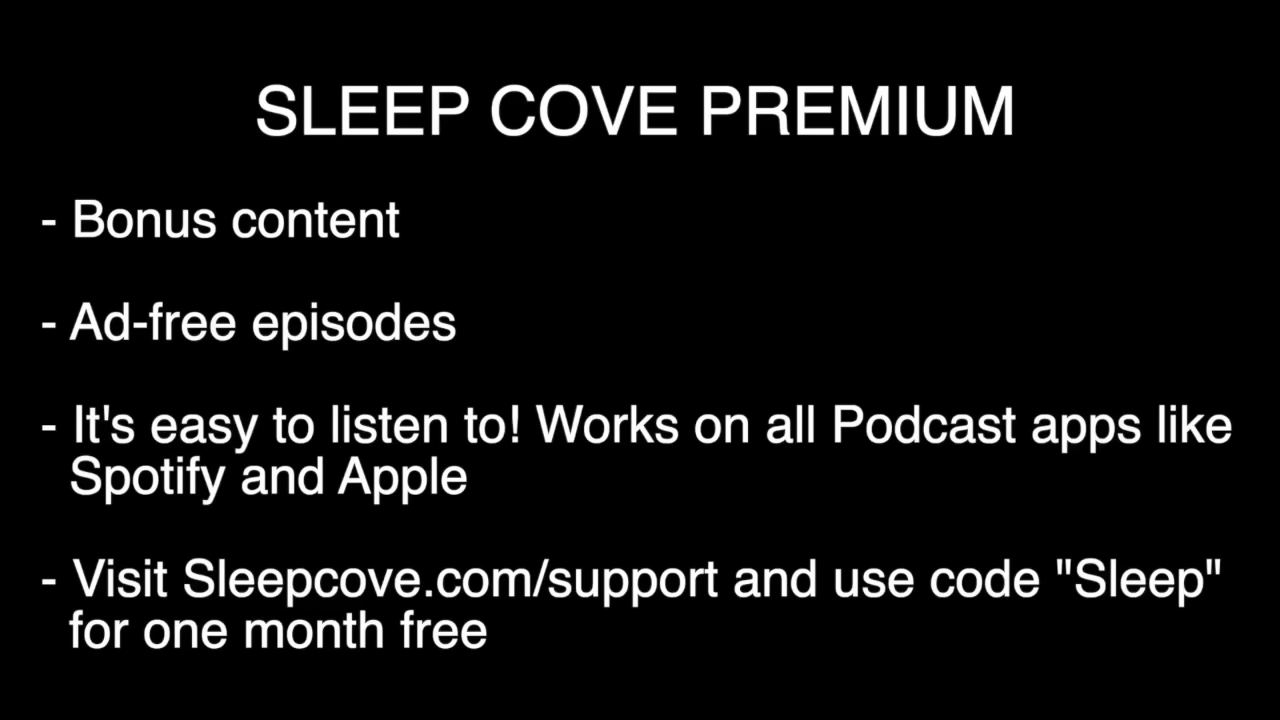 SLEEP COVE PREMIUM
- Bonus content
- Ad-free episodes
- It's easy to listen to! Works on all Podcast apps like
Spotify and Apple
- Visit Sleepcove.com/support and use code "Sleep"
for one month free